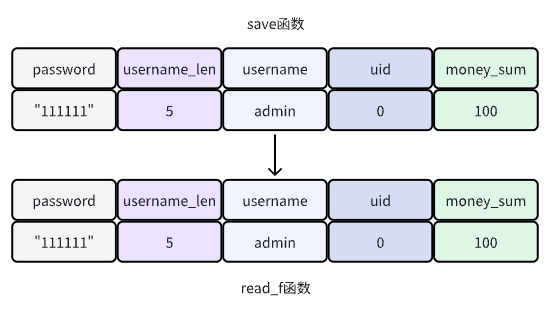 save函数
password username_len username uid money_sum
"111111" 5 admin 0 100
password username_len username uid money_sum
"111111" 5 admin 0 100
read_f函数